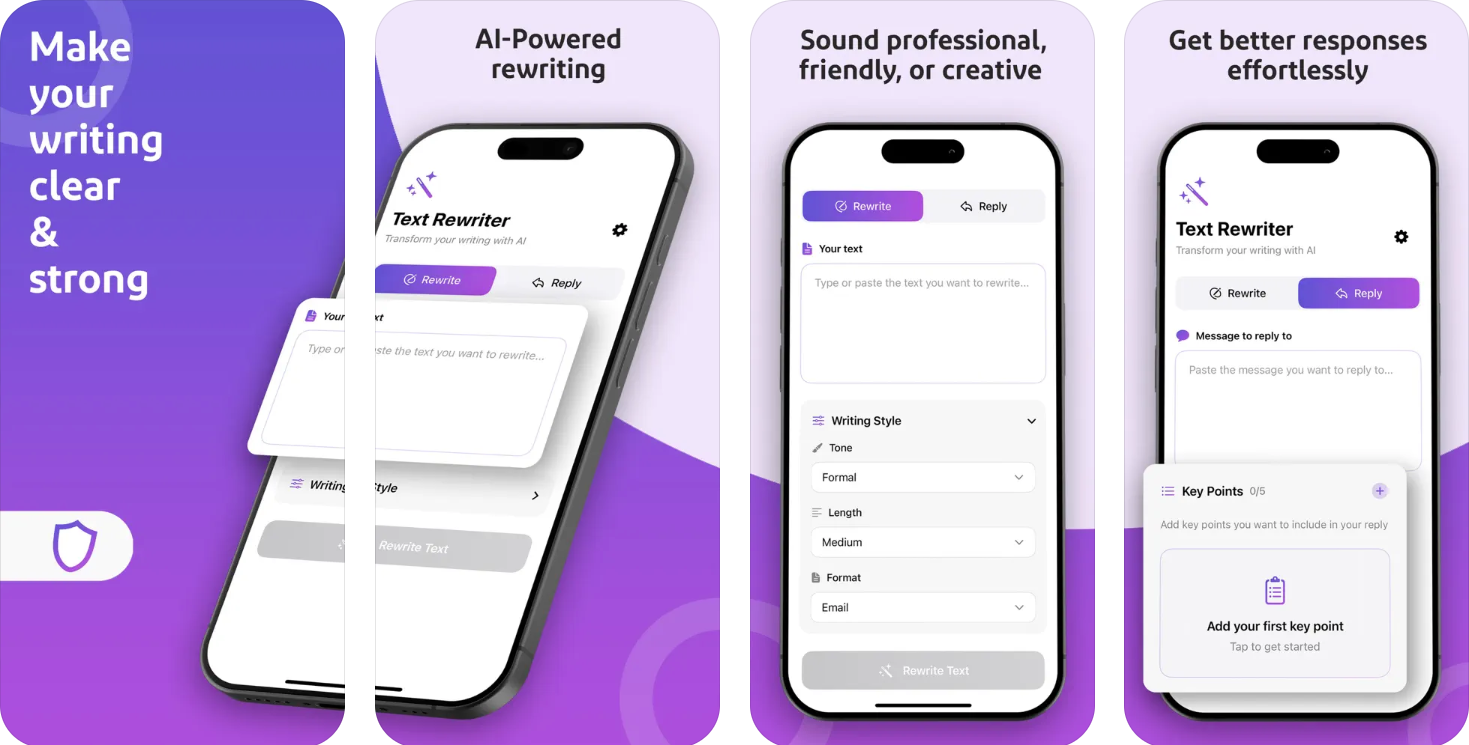 Make
your
writing
clear
&
strong
AI-Powered
rewriting
Text Rewriter
Transform your writing with AI
Rewrite
Reply
Your xt
Type or ste the text you want to rewrite...
Writing Style
Rewrite Text
Sound professional,
friendly, or creative
Rewrite
Reply
Your text
Type or paste the text you want to rewrite...
Writing Style
Tone
Formal
Length
Medium
Format
Email
Rewrite Text
Get better responses
effortlessly
Text Rewriter
Transform your writing with AI
Rewrite
Reply
Message to reply to
Paste the message you want to reply to...
Key Points 0/5
Add key points you want to include in your reply
Add your first key point
Tap to get started